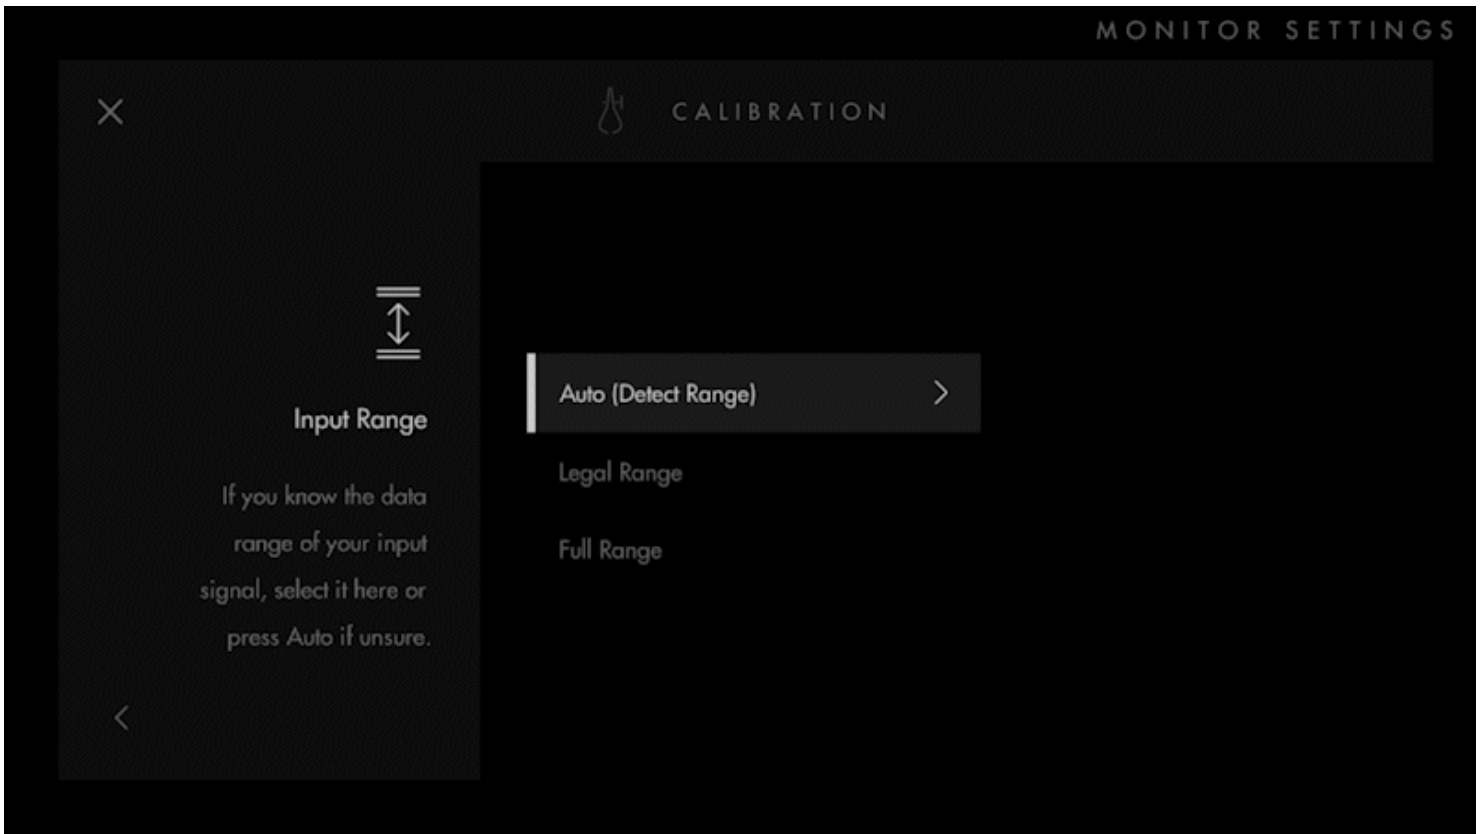 MONITOR SETTINGS
CALIBRATION
Input Range
If you know the data
range of your input
signal, select it here or
press Auto if unsure.
Auto (Detect Range)
Legal Range
Full Range